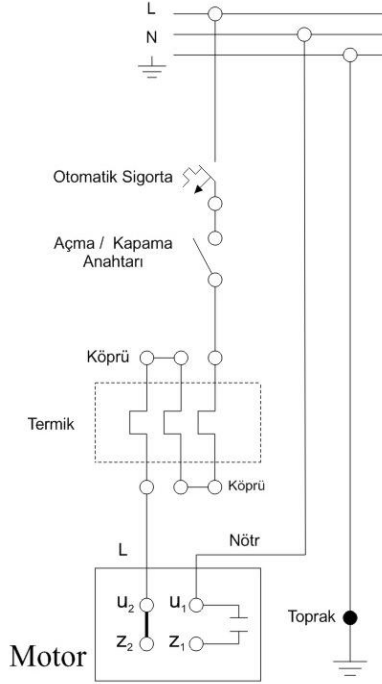 L
N
Otomatik Sigorta
Açma / Kapama
Anahtarı
Köprü
Termik
Köprü
L
Nötr
u2 u1
z2 z1
Motor
Toprak